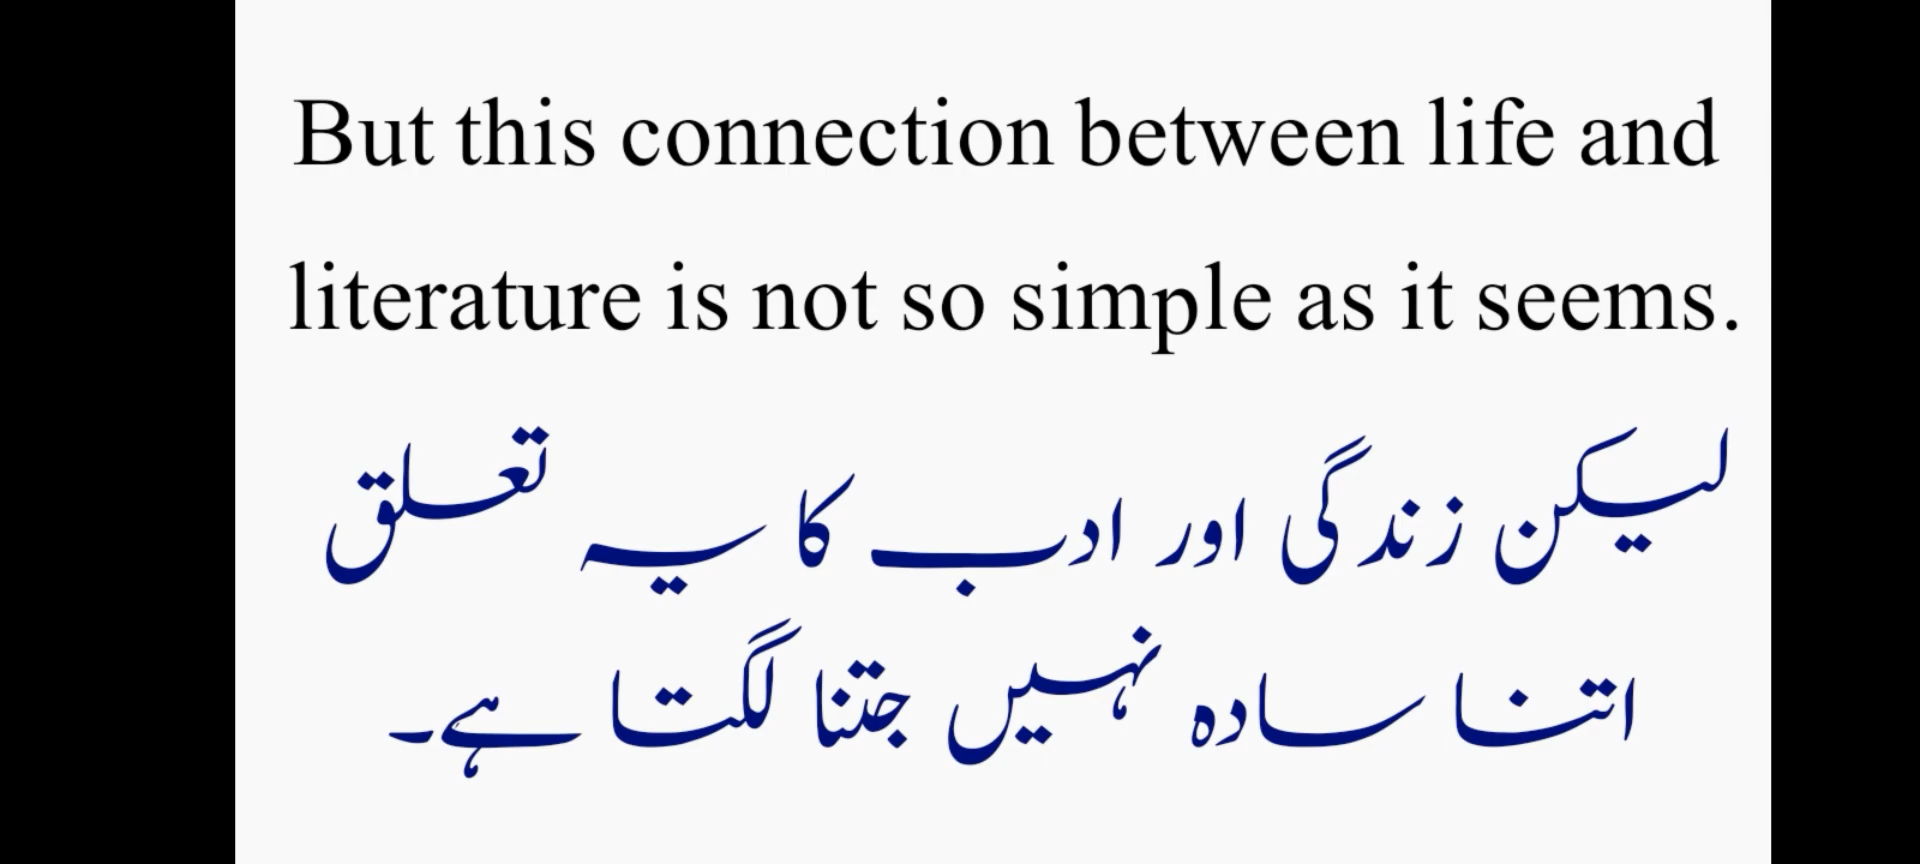 But this connection between life and
literature is not so simple as it seems.
لیکن زندگی اور ادب کا یہ تعلق
اتنا سادہ نہیں جتنا لگتا ہے۔